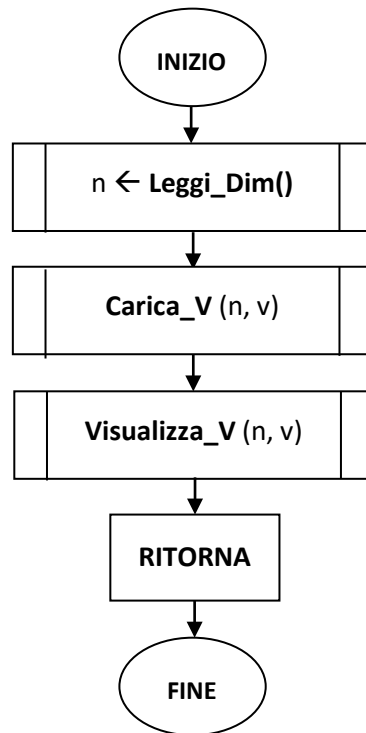 INIZIO
n ← Leggi_Dim()
Carica_V (n, v)
Visualizza_V (n, v)
RITORNA
FINE